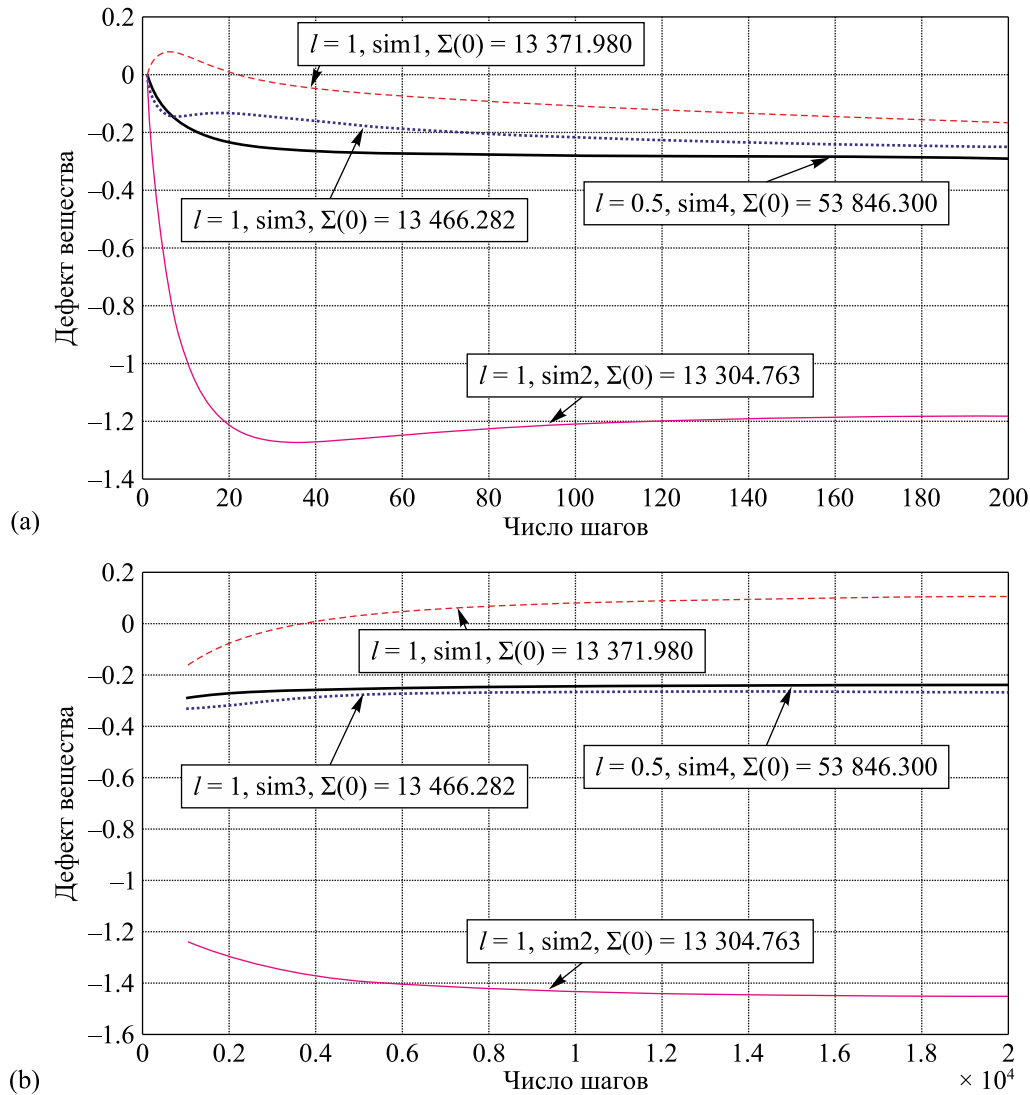 0.2
0
–0.2
–0.4
–0.6
–0.8
–1
–1.2
–1.4
Дефект вещества
l = 1, sim1, Σ(0) = 13 371.980
l = 1, sim3, Σ(0) = 13 466.282
l = 0.5, sim4, Σ(0) = 53 846.300
l = 1, sim2, Σ(0) = 13 304.763
0 20 40 60 80 100 120 140 160 180 200
Число шагов
(a)
0.2
0
–0.2
–0.4
–0.6
–0.8
–1
–1.2
–1.4
–1.6
Дефект вещества
l = 1, sim1, Σ(0) = 13 371.980
l = 1, sim3, Σ(0) = 13 466.282
l = 0.5, sim4, Σ(0) = 53 846.300
l = 1, sim2, Σ(0) = 13 304.763
0 0.2 0.4 0.6 0.8 1.0 1.2 1.4 1.6 1.8 2
Число шагов
× 10⁴
(b)